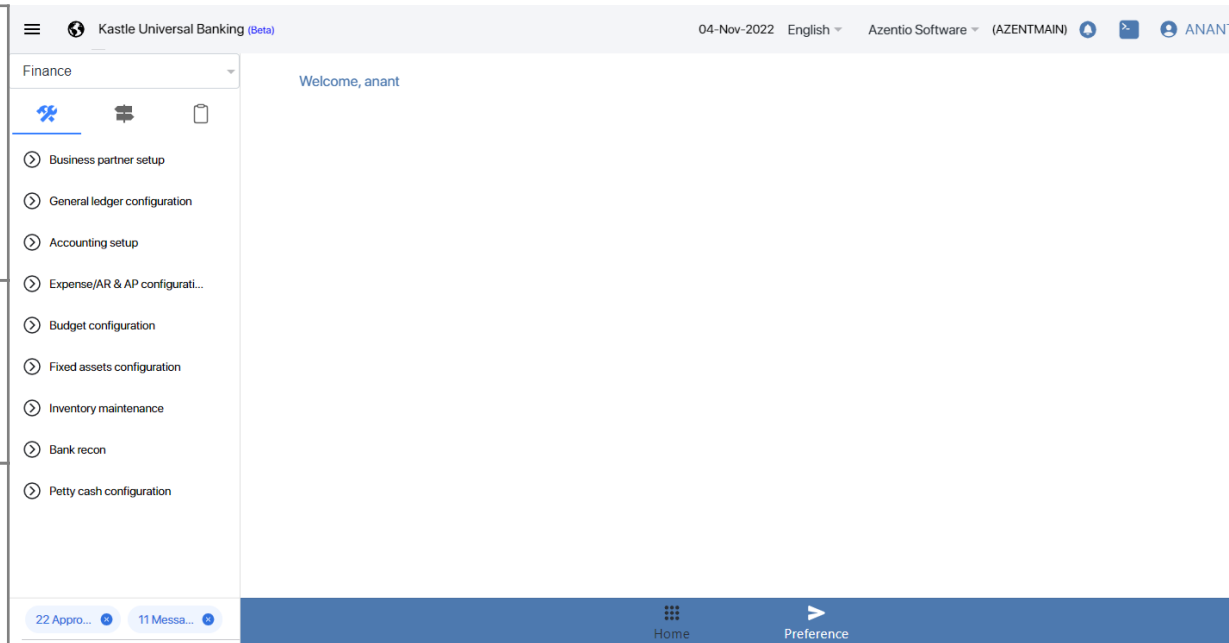 Kastle Universal Banking (Beta)
04-Nov-2022 English Azentio Software (AZENTMAIN) ANANT
Finance
Welcome, anant
Business partner setup
General ledger configuration
Accounting setup
Expense/AR & AP configurati...
Budget configuration
Fixed assets configuration
Inventory maintenance
Bank recon
Petty cash configuration
22 Appro... 11 Messa...
Home Preference